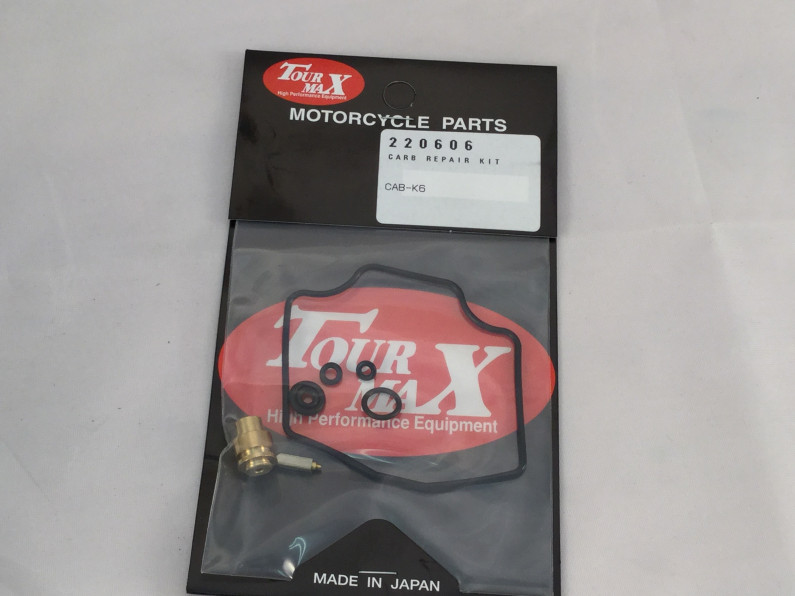 TOUR
MAX
High Performance Equipment
MOTORCYCLE PARTS
220606
CARB REPAIR KIT
CAB-K6
TOUR
MAX
High Performance Equipment
MADE IN JAPAN